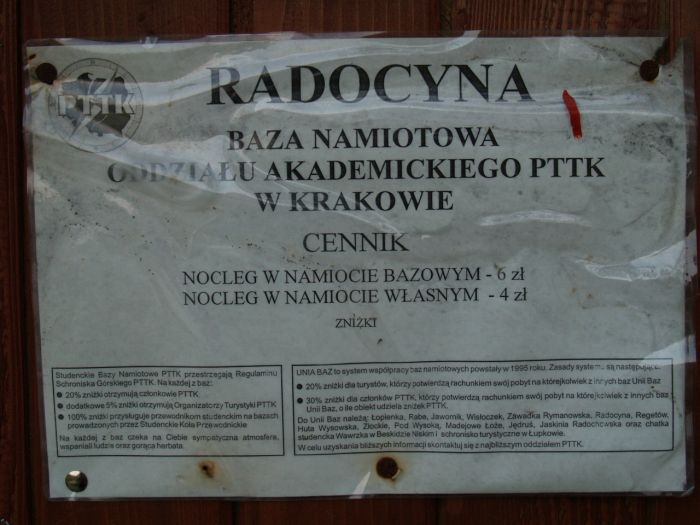 PTTK
RADOCYNA
BAZA NAMIOTOWA
ODDZIAŁU AKADEMICKIEGO PTTK
W KRAKOWIE
CENNIK
NOCLEG W NAMIOCIE BAZOWYM - 6 zł
NOCLEG W NAMIOCIE WŁASNYM - 4 zł
ZNIŻKI
Studenckie Bazy Namiotowe PTTK przestrzegają Regulaminu
Schroniska Górskiego PTTK. Na każdej z baz:
● 20% zniżki otrzymują członkowie PTTK
● dodatkowe 5% zniżki otrzymują Organizatorzy Turystyki PTTK
● 100% zniżki przysługuje przewodnikom studenckim na bazach
prowadzonych przez Studenckie Koła Przewodnickie
Na każdej z baz czeka na Ciebie sympatyczna atmosfera,
wspaniali ludzie oraz gorąca herbata.
UNIA BAZ to system współpracy baz namiotowych powstały w 1995 roku. Zasady systemu są następujące:
● 20% zniżki dla turystów, którzy potwierdzą rachunkiem swój pobyt na którejkolwiek z innych baz Unii Baz
● 30% zniżki dla członków PTTK, którzy potwierdzą rachunkiem swój pobyt na którejkolwiek z innych baz
Unii Baz, o ile obiekt udziela zniżek PTTK.
Do Unii Baz należą: Łopienka, Rabe, Jawornik, Wisłoczek, Zawadka Rymanowska, Radocyna, Regetów,
Huta Wysowska, Złockie, Pod Wysoką, Madejowe Łoże, Jędruś, Jaskinia Radochowska oraz chatka
studencka Wawrzka w Beskidzie Niskim i schronisko turystyczne w Łupkowie.
W celu uzyskania bliższych informacji skontaktuj się z najbliższym oddziałem PTTK.